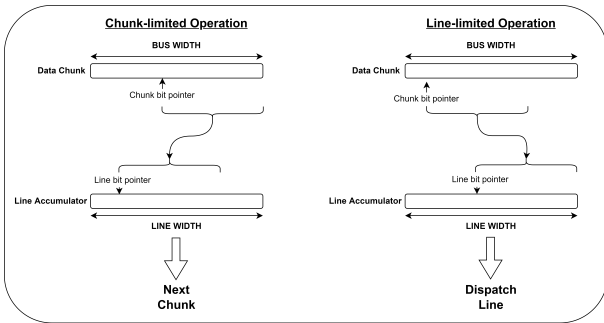 Chunk-limited Operation
BUS WIDTH
Data Chunk
Chunk bit pointer
Line bit pointer
Line Accumulator
LINE WIDTH
Next
Chunk
Line-limited Operation
BUS WIDTH
Data Chunk
Chunk bit pointer
Line bit pointer
Line Accumulator
LINE WIDTH
Dispatch
Line